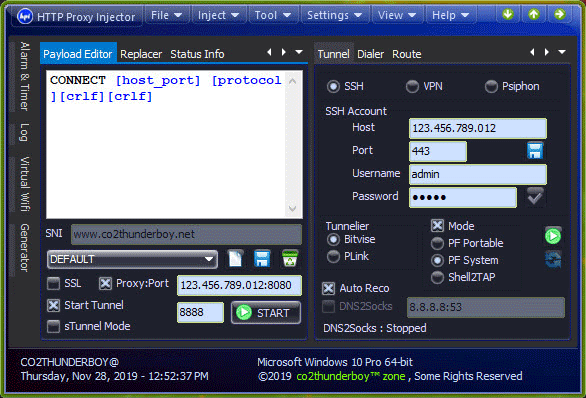 HTTP Proxy Injector File Inject Tool Settings View Help
Alarm & Timer
Log
Virtual Wifi
Generator
Payload Editor Replacer Status Info
CONNECT [host_port] [protocol
][crlf][crlf]
SNI www.co2thunderboy.net
DEFAULT
SSL Proxy:Port 123.456.789.012:8080
Start Tunnel 8888 START
sTunnel Mode
Tunnel Dialer Route
SSH VPN Psiphon
SSH Account
Host 123.456.789.012
Port 443
Username admin
Password •••••
Tunnelier
Bitvise
PLink
Mode
PF Portable
PF System
Shell2TAP
Auto Reco
DNS2Socks 8.8.8.8:53
DNS2Socks : Stopped
CO2THUNDERBOY@
Thursday, Nov 28, 2019 - 12:52:37 PM
Microsoft Windows 10 Pro 64-bit
©2019 co2thunderboy™ zone , Some Rights Reserved